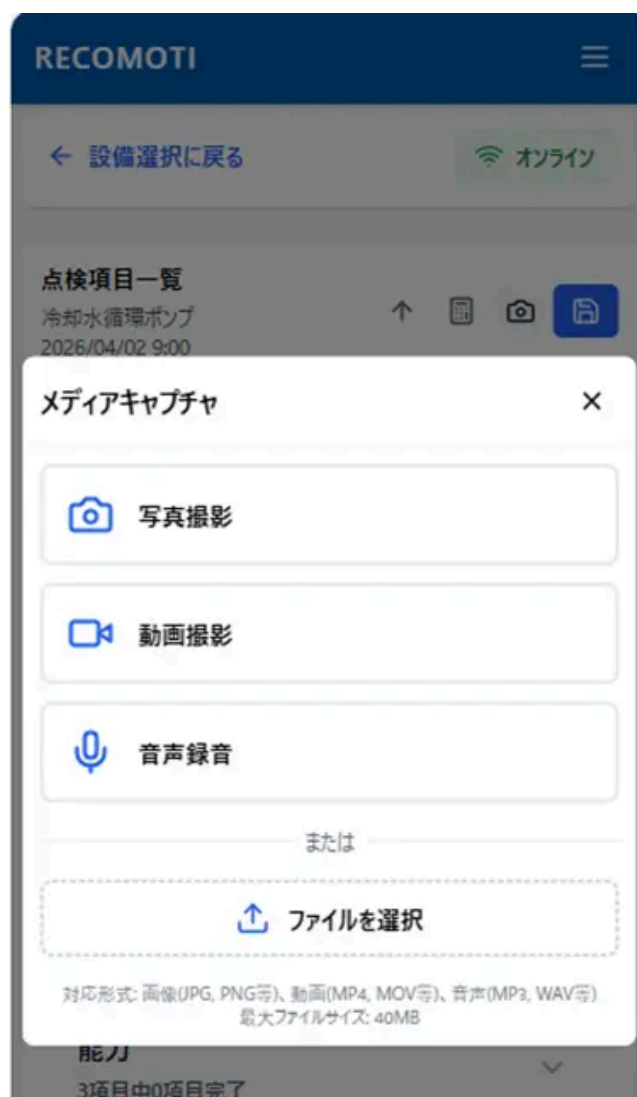 RECOMOTI
← 設備選択に戻る
オンライン
点検項目一覧
冷却水循環ポンプ
2026/04/02 9:00
メディアキャプチャ
×
写真撮影
動画撮影
音声録音
または
ファイルを選択
対応形式: 画像(JPG, PNG等)、動画(MP4, MOV等)、音声(MP3, WAV等)
最大ファイルサイズ: 40MB
能力
3項目中0項目完了